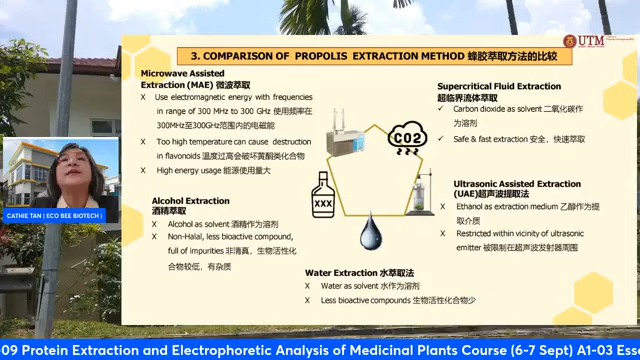 UTM
3. COMPARISON OF PROPOLIS EXTRACTION METHOD 蜂胶萃取方法的比较
Microwave Assisted
Extraction (MAE) 微波萃取
X Use electromagnetic energy with frequencies
in range of 300 MHz to 300 GHz 使用频率在
300MHz至300GHz范围内的电磁能
X Too high temperature can cause destruction
in flavonoids 温度过高会破坏黄酮类化合物
X High energy usage 能源使用量大
Alcohol Extraction
酒精萃取
X Alcohol as solvent 酒精作为溶剂
X Non-Halal, less bioactive compound,
full of impurities 非清真，生物活性化
合物较低，有杂质
CO2
XXX
Supercritical Fluid Extraction
超临界流体萃取
✓ Carbon dioxide as solvent 二氧化碳作
为溶剂
✓ Safe & fast extraction 安全，快速萃取
Ultrasonic Assisted Extraction
(UAE)超声波提取法
X Ethanol as extraction medium 乙醇作为提
取介质
X Restricted within vicinity of ultrasonic
emitter 被限制在超声波发射器周围
Water Extraction 水萃取法
X Water as solvent 水作为溶剂
X Less bioactive compounds 生物活性化合物少
CATHIE TAN | ECO BEE BIOTECH |
-09 Protein Extraction and Electrophoretic Analysis of Medicinal Plants Course (6-7 Sept) A1-03 Ess